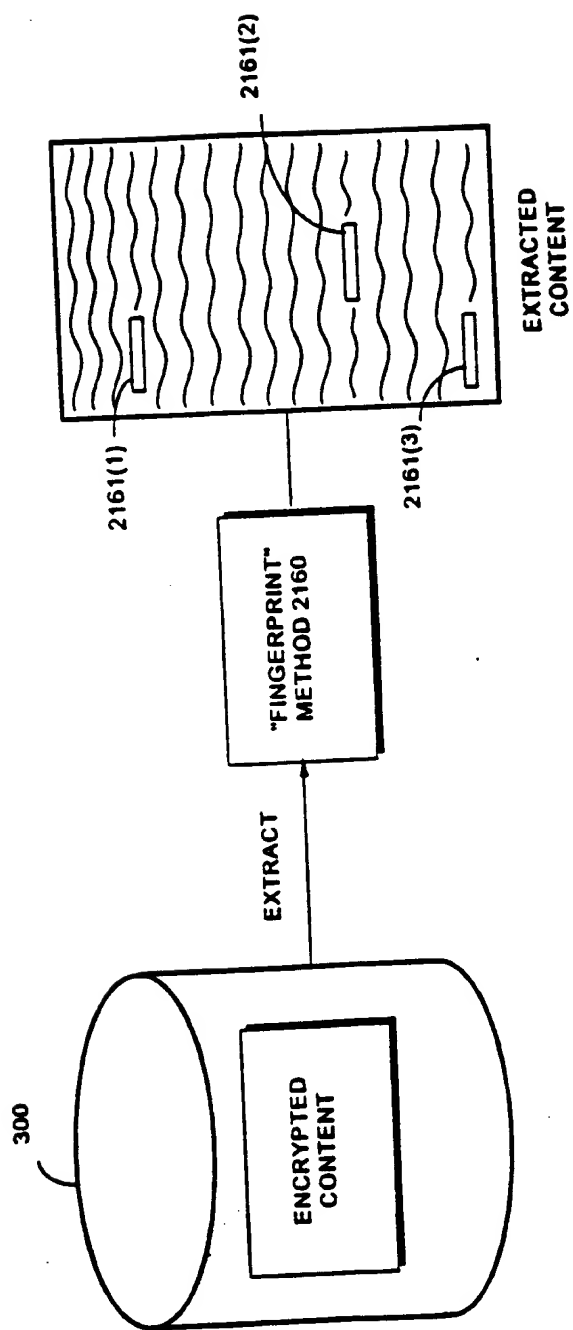 300
ENCRYPTED
CONTENT
EXTRACT
"FINGERPRINT"
METHOD 2160
2161(1)
2161(2)
2161(3)
EXTRACTED
CONTENT